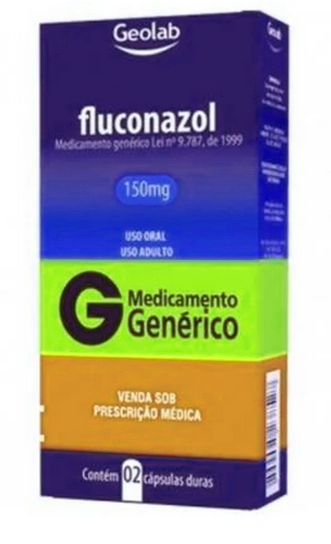 Geolab
fluconazol
Medicamento genérico Lei nº 9.787, de 1999
150mg
USO ORAL
USO ADULTO
G Medicamento
Genérico
VENDA SOB
PRESCRIÇÃO MÉDICA
Contém 02 cápsulas duras